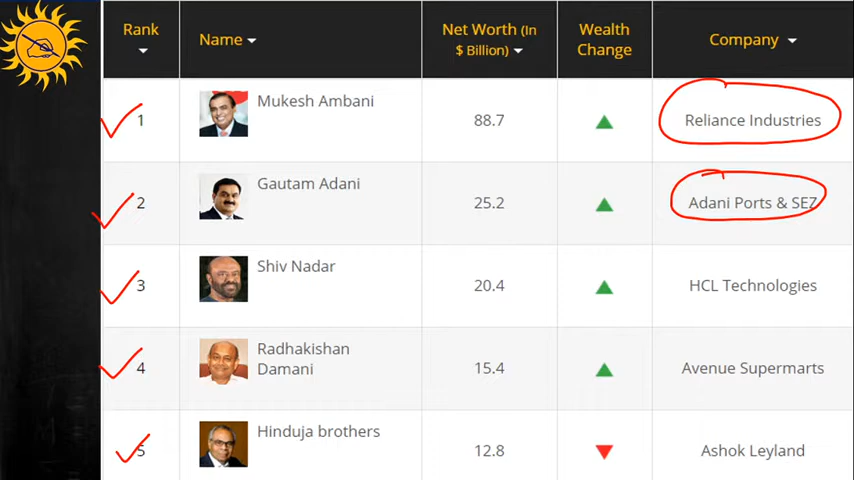 Rank
Name
Net Worth (In
$ Billion)
Wealth
Change
Company
1
Mukesh Ambani
88.7
Reliance Industries
2
Gautam Adani
25.2
Adani Ports & SEZ
3
Shiv Nadar
20.4
HCL Technologies
4
Radhakishan
Damani
15.4
Avenue Supermarts
5
Hinduja brothers
12.8
Ashok Leyland